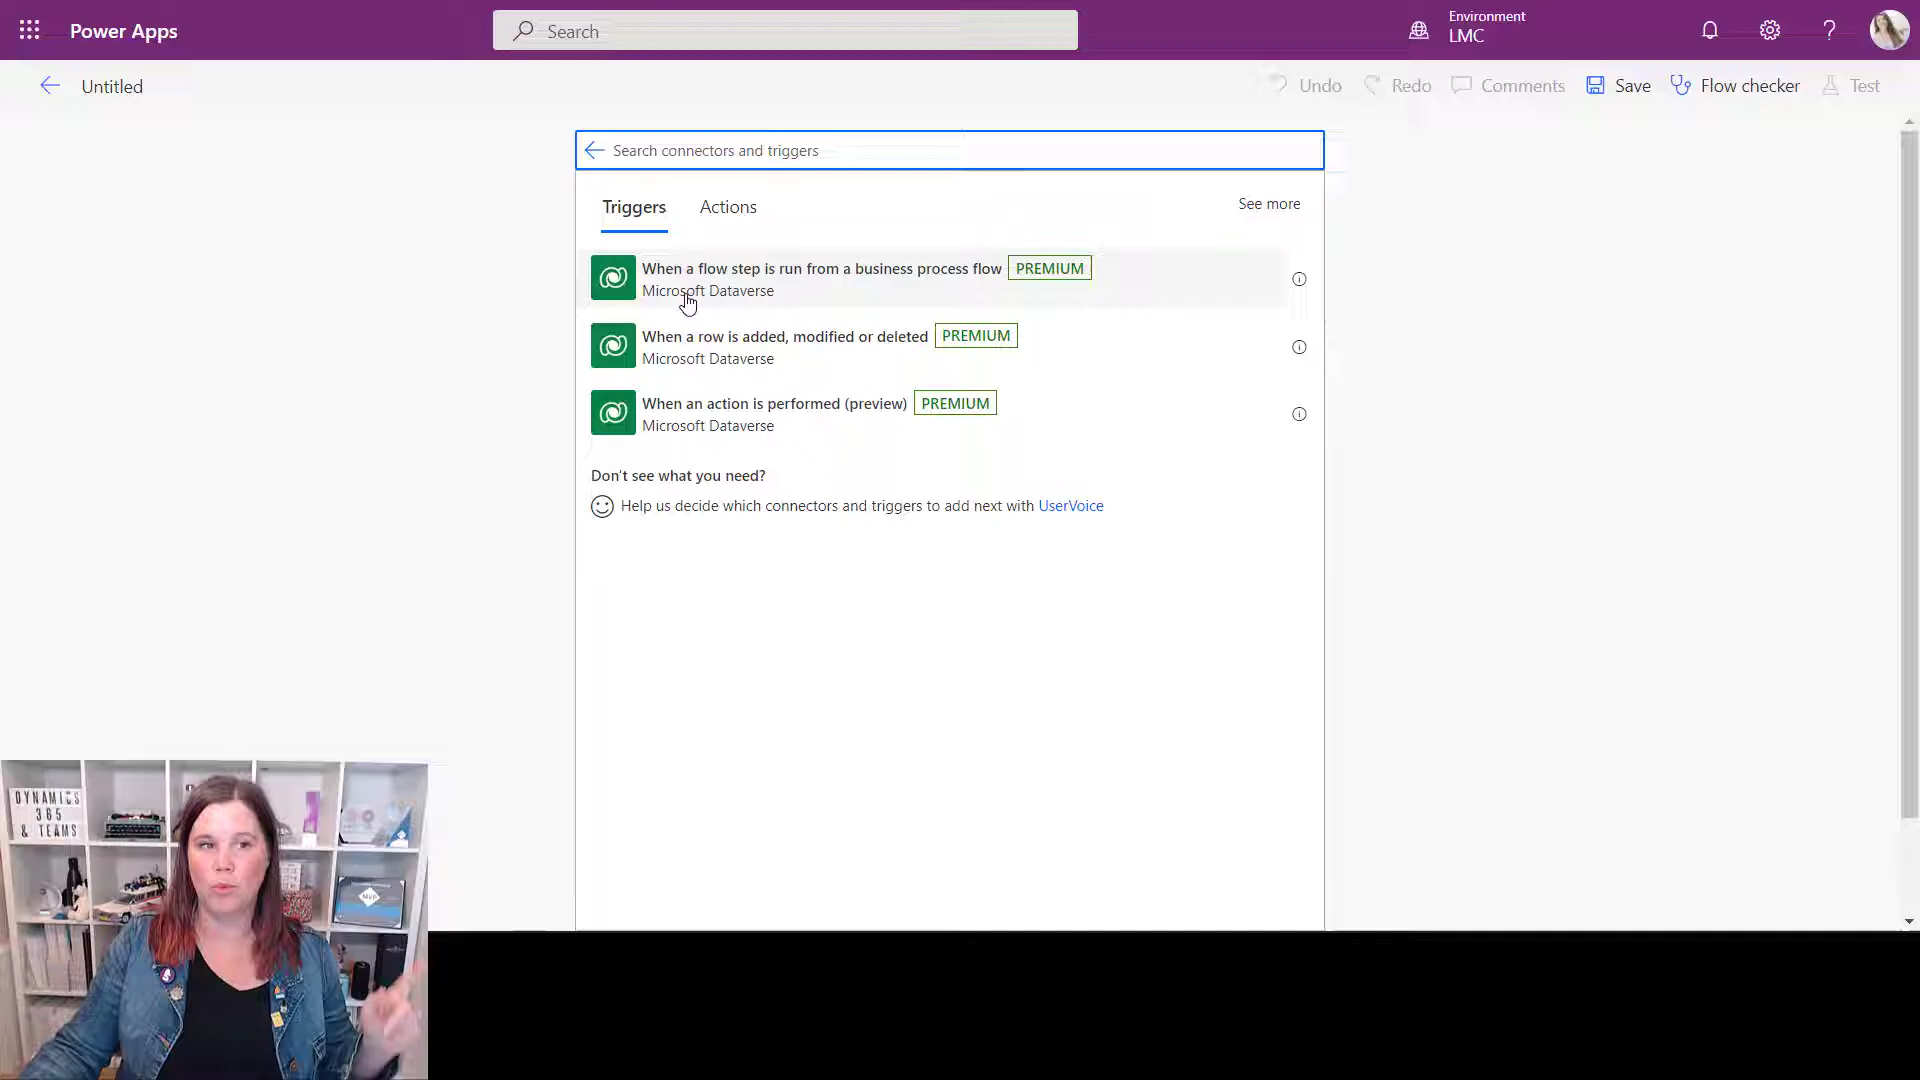 Power Apps
Search
Environment
LMC
Untitled
Undo
Redo
Comments
Save
Flow checker
Test
Search connectors and triggers
Triggers
Actions
See more
When a flow step is run from a business process flow PREMIUM
Microsoft Dataverse
When a row is added, modified or deleted PREMIUM
Microsoft Dataverse
When an action is performed (preview) PREMIUM
Microsoft Dataverse
Don't see what you need?
Help us decide which connectors and triggers to add next with UserVoice
DYNAMICS
365
& TEAMS
MVP